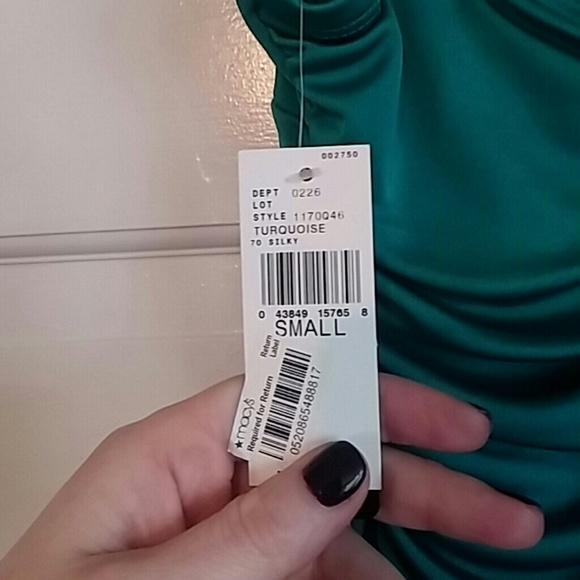 002750
DEPT 0226
LOT
STYLE 1170Q46
TURQUOISE
70 SILKY
0 43849 15765 8
SMALL
Return
Label
★macy's
Required for Return
0520865488817